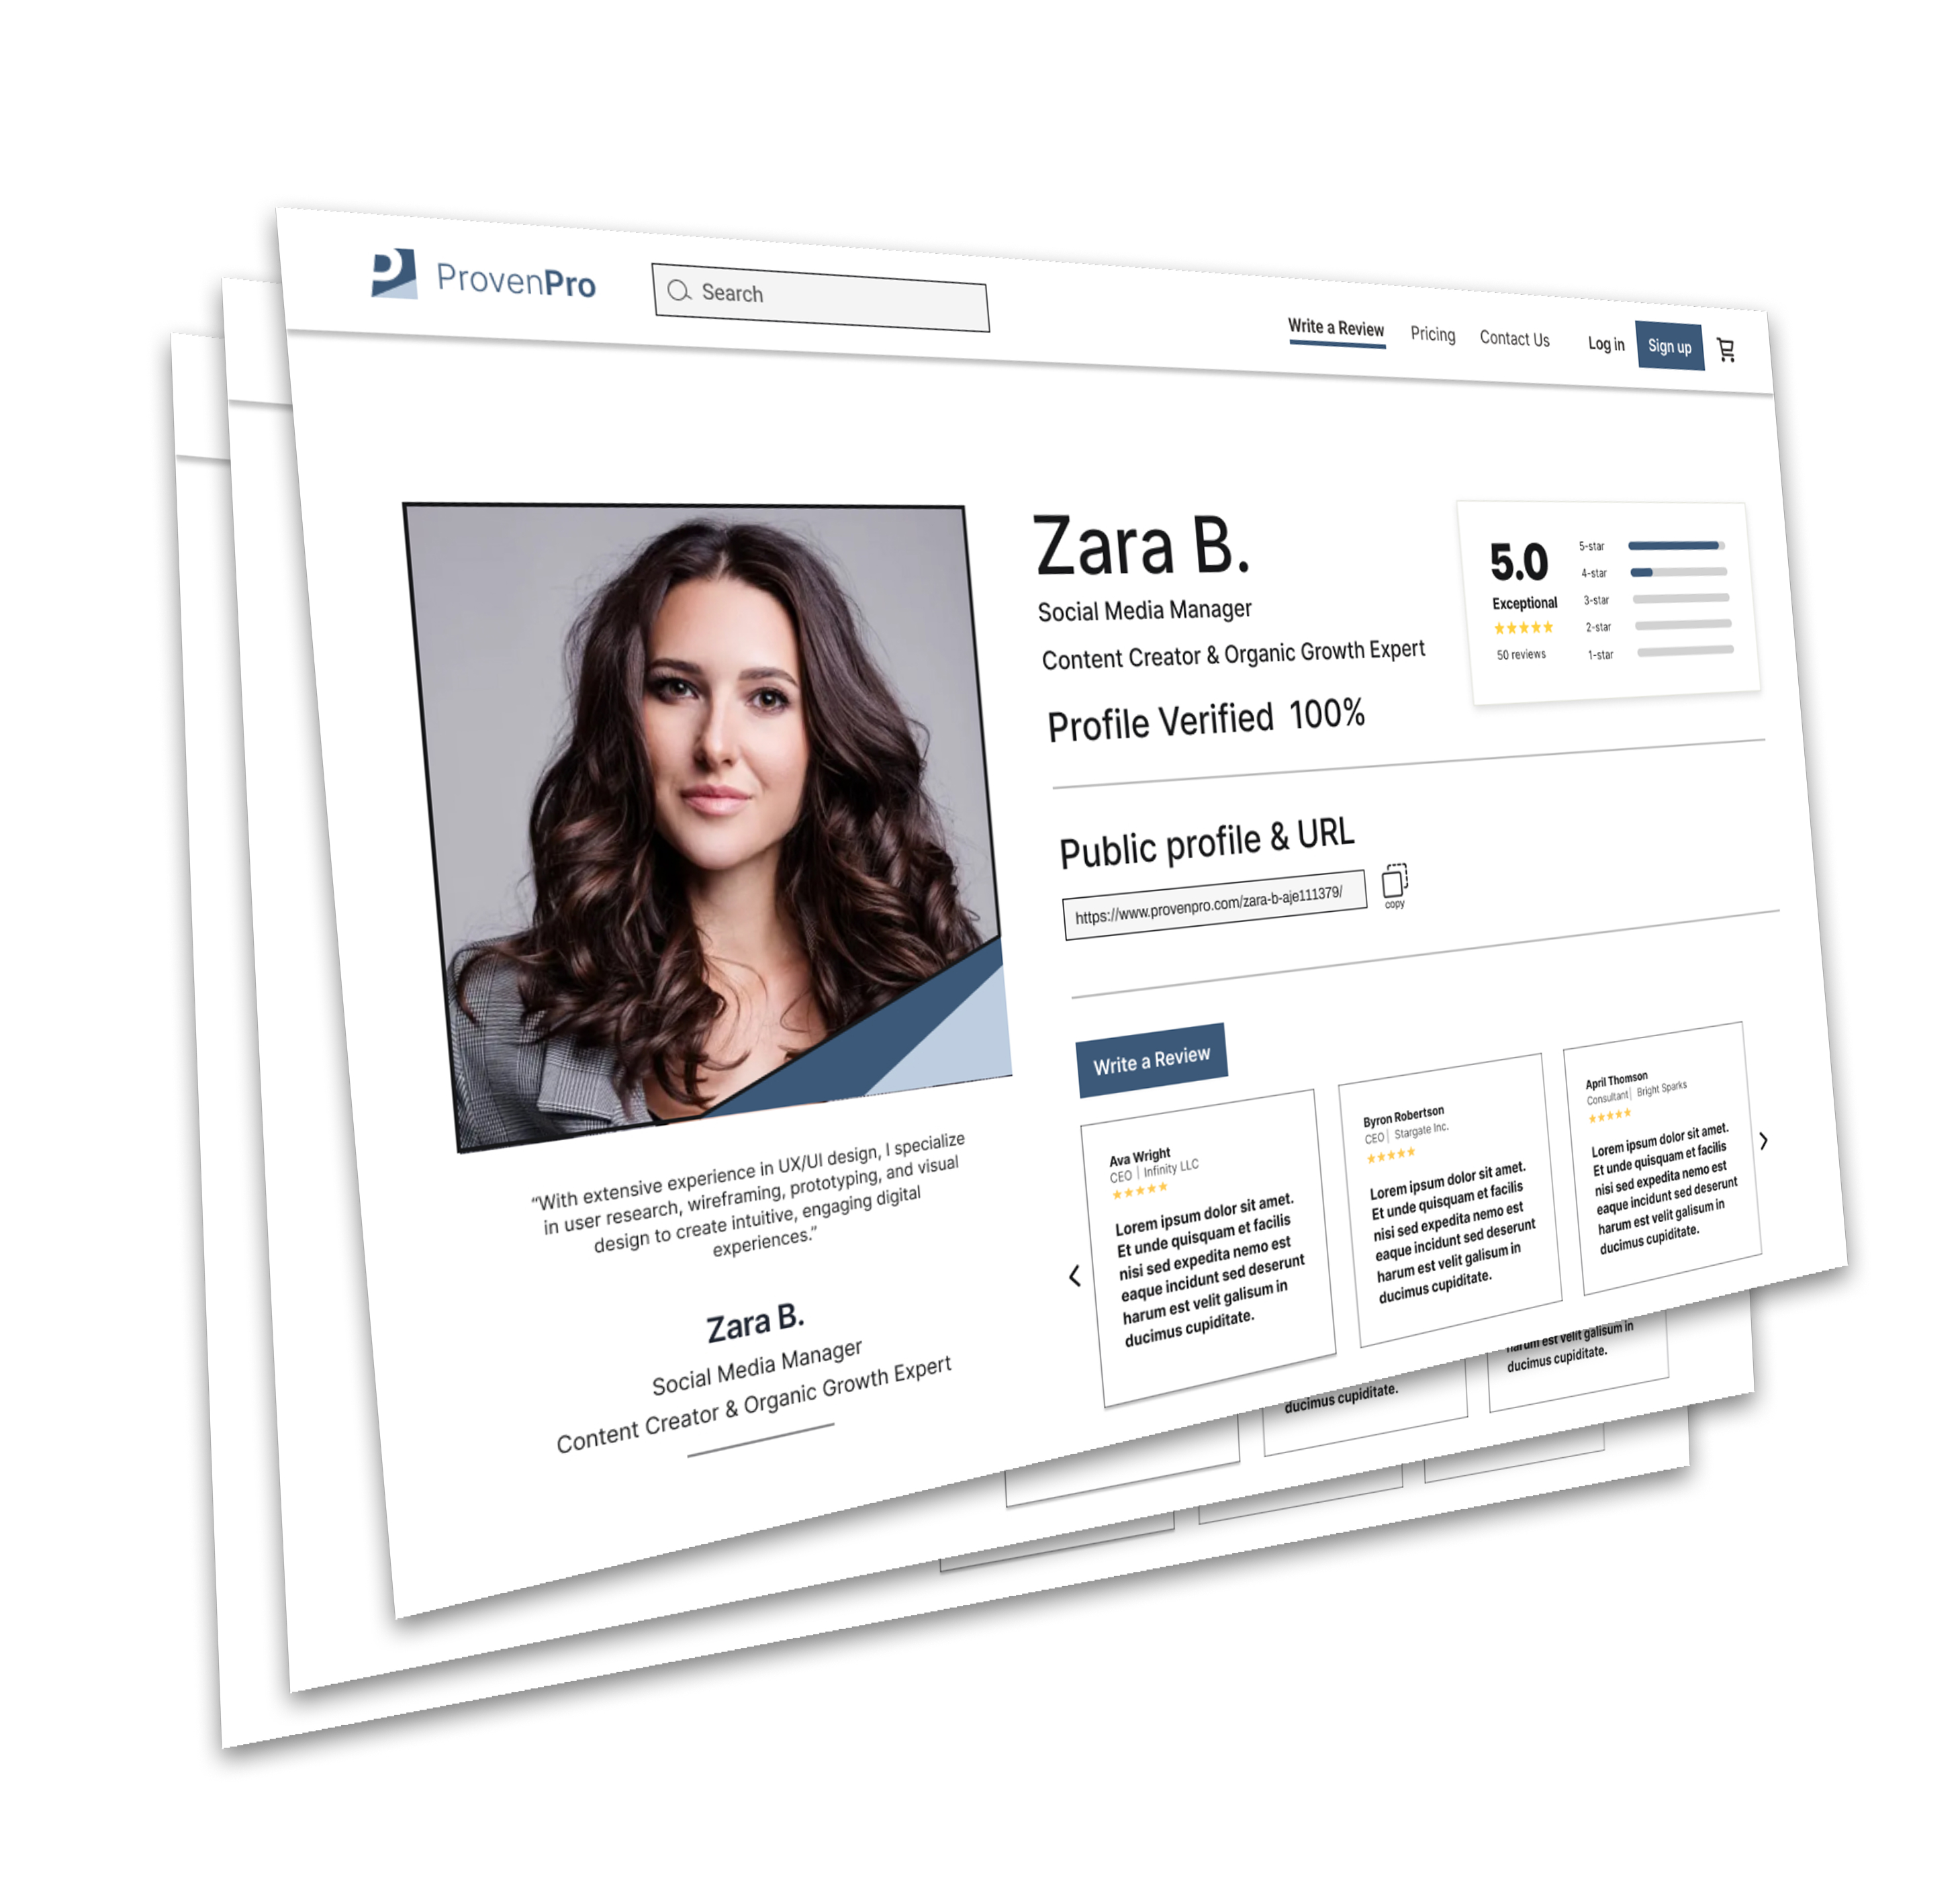 ProvenPro
Search
Write a Review
Pricing
Contact Us
Log in
Sign up
Zara B.
Social Media Manager
Content Creator & Organic Growth Expert
Profile Verified 100%
5.0
Exceptional
50 reviews
5-star
4-star
3-star
2-star
1-star
Public profile & URL
https://www.provenpro.com/zara-b-aje111379/
copy
Write a Review
Ava Wright
CEO | Infinity LLC
Lorem ipsum dolor sit amet.
Et unde quisquam et facilis
nisi sed expedita nemo est
eaque incidunt sed deserunt
harum est velit galisum in
ducimus cupiditate.
Byron Robertson
CEO | Stargate Inc.
Lorem ipsum dolor sit amet.
Et unde quisquam et facilis
nisi sed expedita nemo est
eaque incidunt sed deserunt
harum est velit galisum in
ducimus cupiditate.
April Thomson
Consultant | Bright Sparks
Lorem ipsum dolor sit amet.
Et unde quisquam et facilis
nisi sed expedita nemo est
eaque incidunt sed deserunt
harum est velit galisum in
ducimus cupiditate.
“With extensive experience in UX/UI design, I specialize
in user research, wireframing, prototyping, and visual
design to create intuitive, engaging digital
experiences.”
Zara B.
Social Media Manager
Content Creator & Organic Growth Expert
ducimus cupiditate.
harum est velit galisum in
ducimus cupiditate.